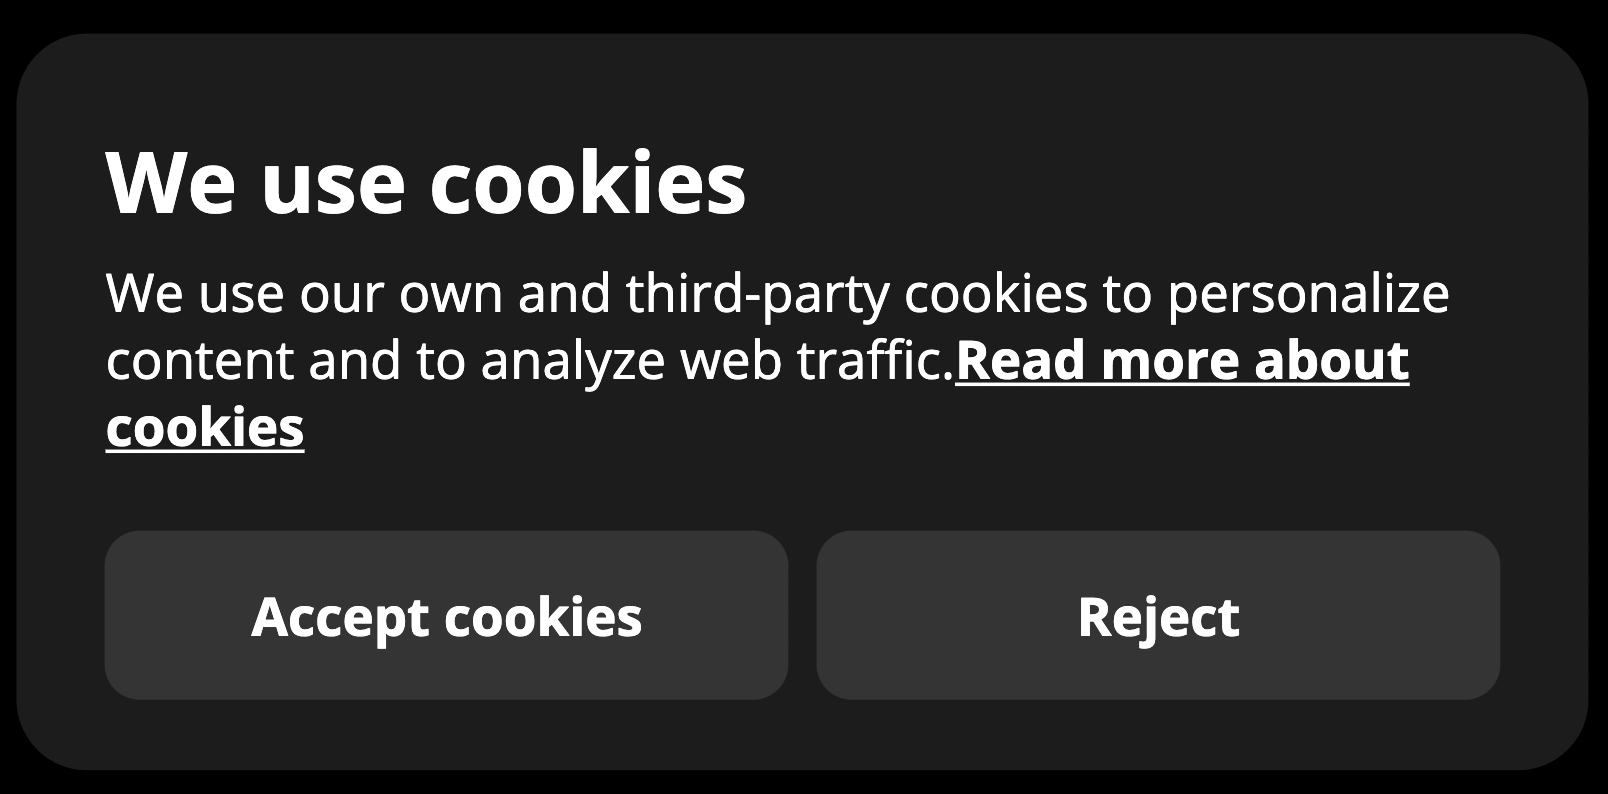 We use cookies
We use our own and third-party cookies to personalize
content and to analyze web traffic.Read more about
cookies
Accept cookies
Reject